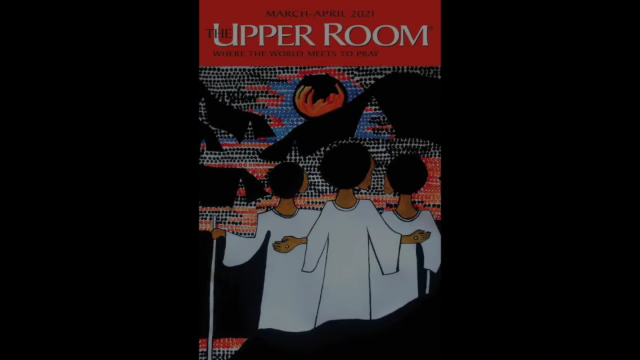 MARCH–APRIL 2021
THE UPPER ROOM
WHERE THE WORLD MEETS TO PRAY